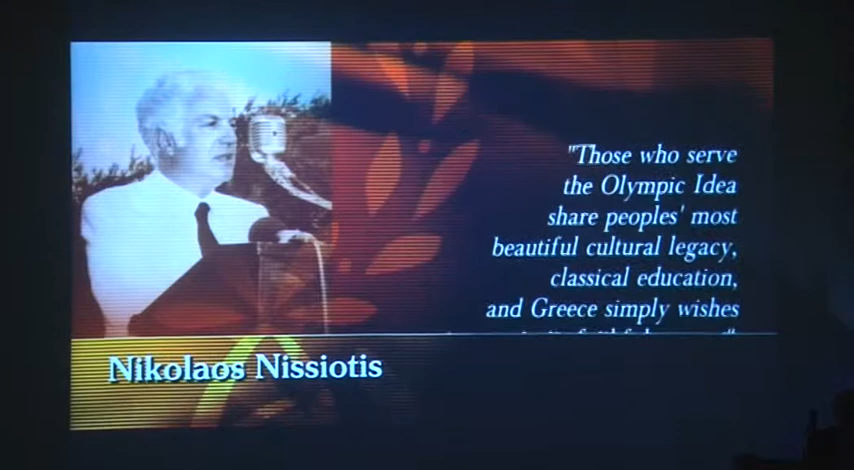 "Those who serve
the Olympic Idea
share peoples' most
beautiful cultural legacy,
classical education,
and Greece simply wishes
Nikolaos Nissiotis